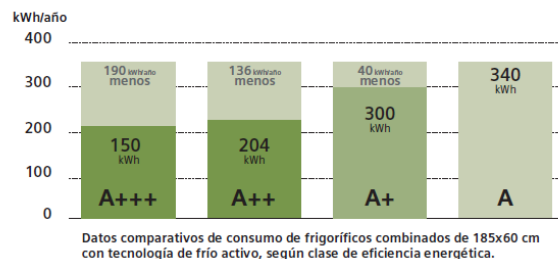 kWh/año
400
300
200
100
0
190 kWh/año
menos
150
kWh
A+++
136 kWh/año
menos
204
kWh
A++
40 kWh/año
menos
300
kWh
A+
340
kWh
A
Datos comparativos de consumo de frigoríficos combinados de 185x60 cm
con tecnología de frío activo, según clase de eficiencia energética.